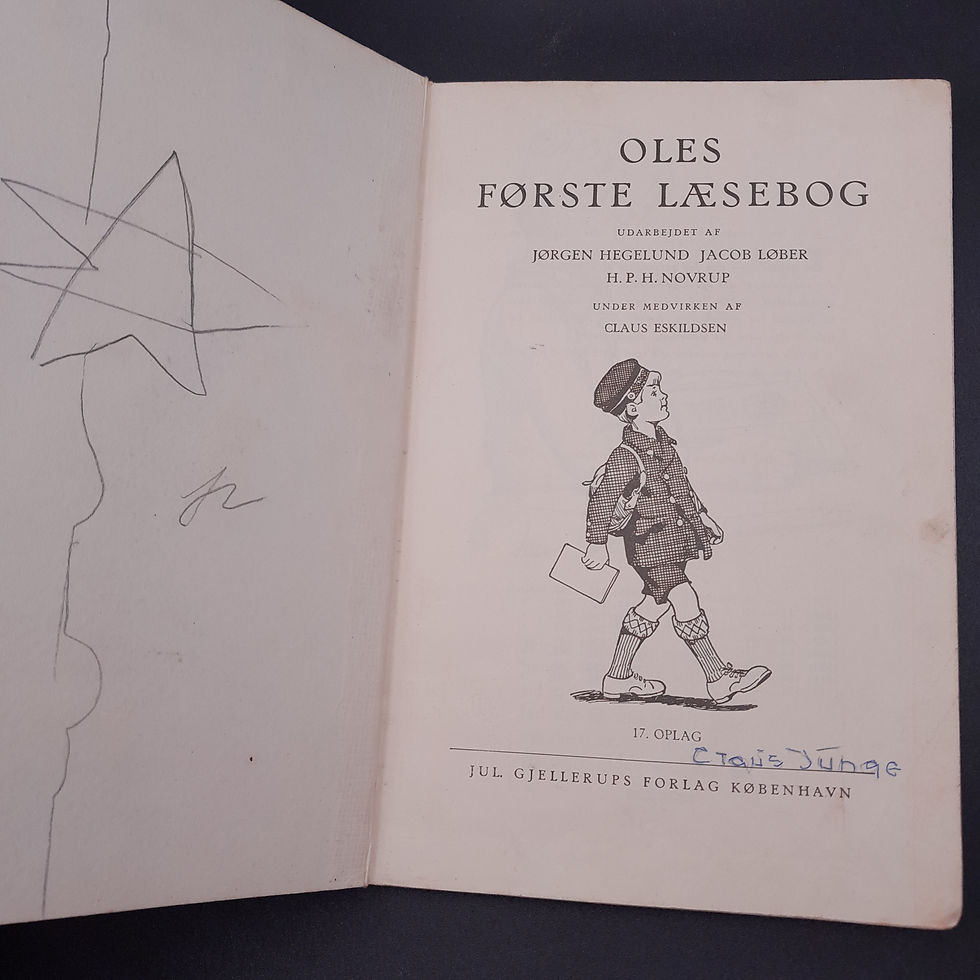 OLES
FØRSTE LÆSEBOG
UDARBEJDET AF
JØRGEN HEGELUND JACOB LØBER
H. P. H. NOVRUP
UNDER MEDVIRKEN AF
CLAUS ESKILDSEN
17. OPLAG
Claus Junge
JUL. GJELLERUPS FORLAG KØBENHAVN